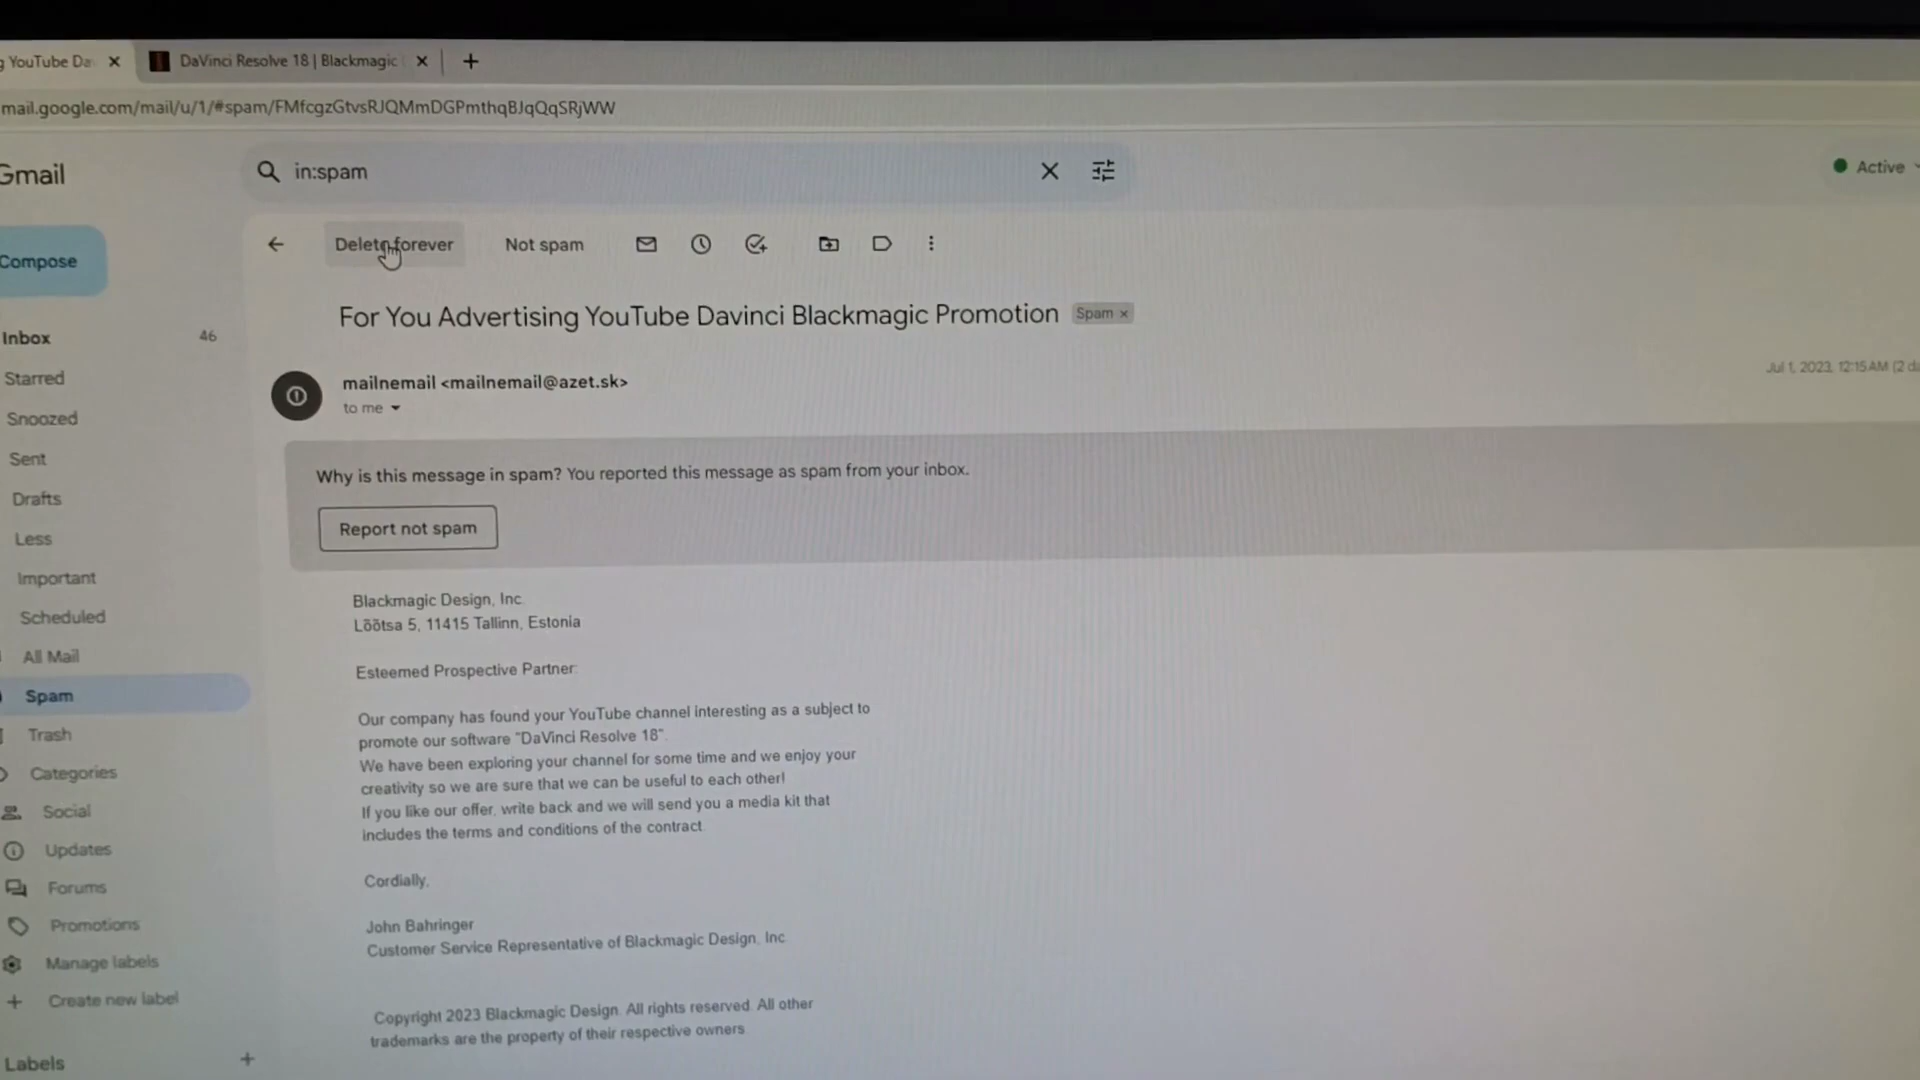 g YouTube Da
DaVinci Resolve 18 | Blackmagic
mail.google.com/mail/u/1/#spam/FMfcgzGtvsRJQMmDGPmthqBJqQqSRjWW
Gmail
in:spam
Active
Compose
Delete forever
Not spam
For You Advertising YouTube Davinci Blackmagic Promotion
Spam ×
Inbox 46
Starred
Snoozed
Sent
Drafts
Less
Important
Scheduled
All Mail
Spam
Trash
Categories
Social
Updates
Forums
Promotions
Manage labels
Create new label
Labels
mailnemail <mailnemail@azet.sk>
to me
Jul 1, 2023, 12:15 AM (2 da
Why is this message in spam? You reported this message as spam from your inbox.
Report not spam
Blackmagic Design, Inc.
Lõõtsa 5, 11415 Tallinn, Estonia
Esteemed Prospective Partner:
Our company has found your YouTube channel interesting as a subject to
promote our software "DaVinci Resolve 18".
We have been exploring your channel for some time and we enjoy your
creativity so we are sure that we can be useful to each other!
If you like our offer, write back and we will send you a media kit that
includes the terms and conditions of the contract.
Cordially,
John Bahringer
Customer Service Representative of Blackmagic Design, Inc
Copyright 2023 Blackmagic Design. All rights reserved. All other
trademarks are the property of their respective owners